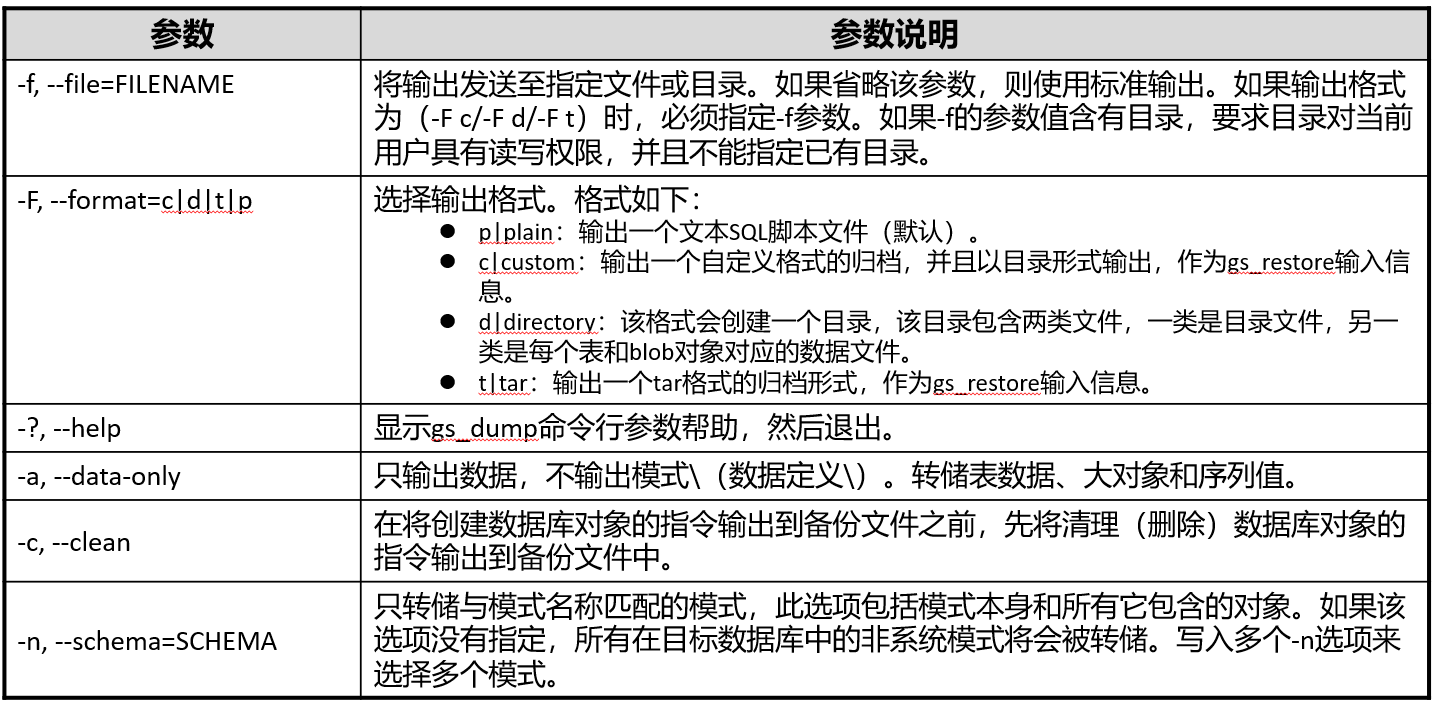 参数
参数说明
-f, --file=FILENAME
将输出发送至指定文件或目录。如果省略该参数，则使用标准输出。如果输出格式
为（-F c/-F d/-F t）时，必须指定-f参数。如果-f的参数值含有目录，要求目录对当前
用户具有读写权限，并且不能指定已有目录。
-F, --format=c|d|t|p
选择输出格式。格式如下：
● p|plain：输出一个文本SQL脚本文件（默认）。
● c|custom：输出一个自定义格式的归档，并且以目录形式输出，作为gs_restore输入信
息。
● d|directory：该格式会创建一个目录，该目录包含两类文件，一类是目录文件，另一
类是每个表和blob对象对应的数据文件。
● t|tar：输出一个tar格式的归档形式，作为gs_restore输入信息。
-?, --help
显示gs_dump命令行参数帮助，然后退出。
-a, --data-only
只输出数据，不输出模式\（数据定义\）。转储表数据、大对象和序列值。
-c, --clean
在将创建数据库对象的指令输出到备份文件之前，先将清理（删除）数据库对象的
指令输出到备份文件中。
-n, --schema=SCHEMA
只转储与模式名称匹配的模式，此选项包括模式本身和所有它包含的对象。如果该
选项没有指定，所有在目标数据库中的非系统模式将会被转储。写入多个-n选项来
选择多个模式。